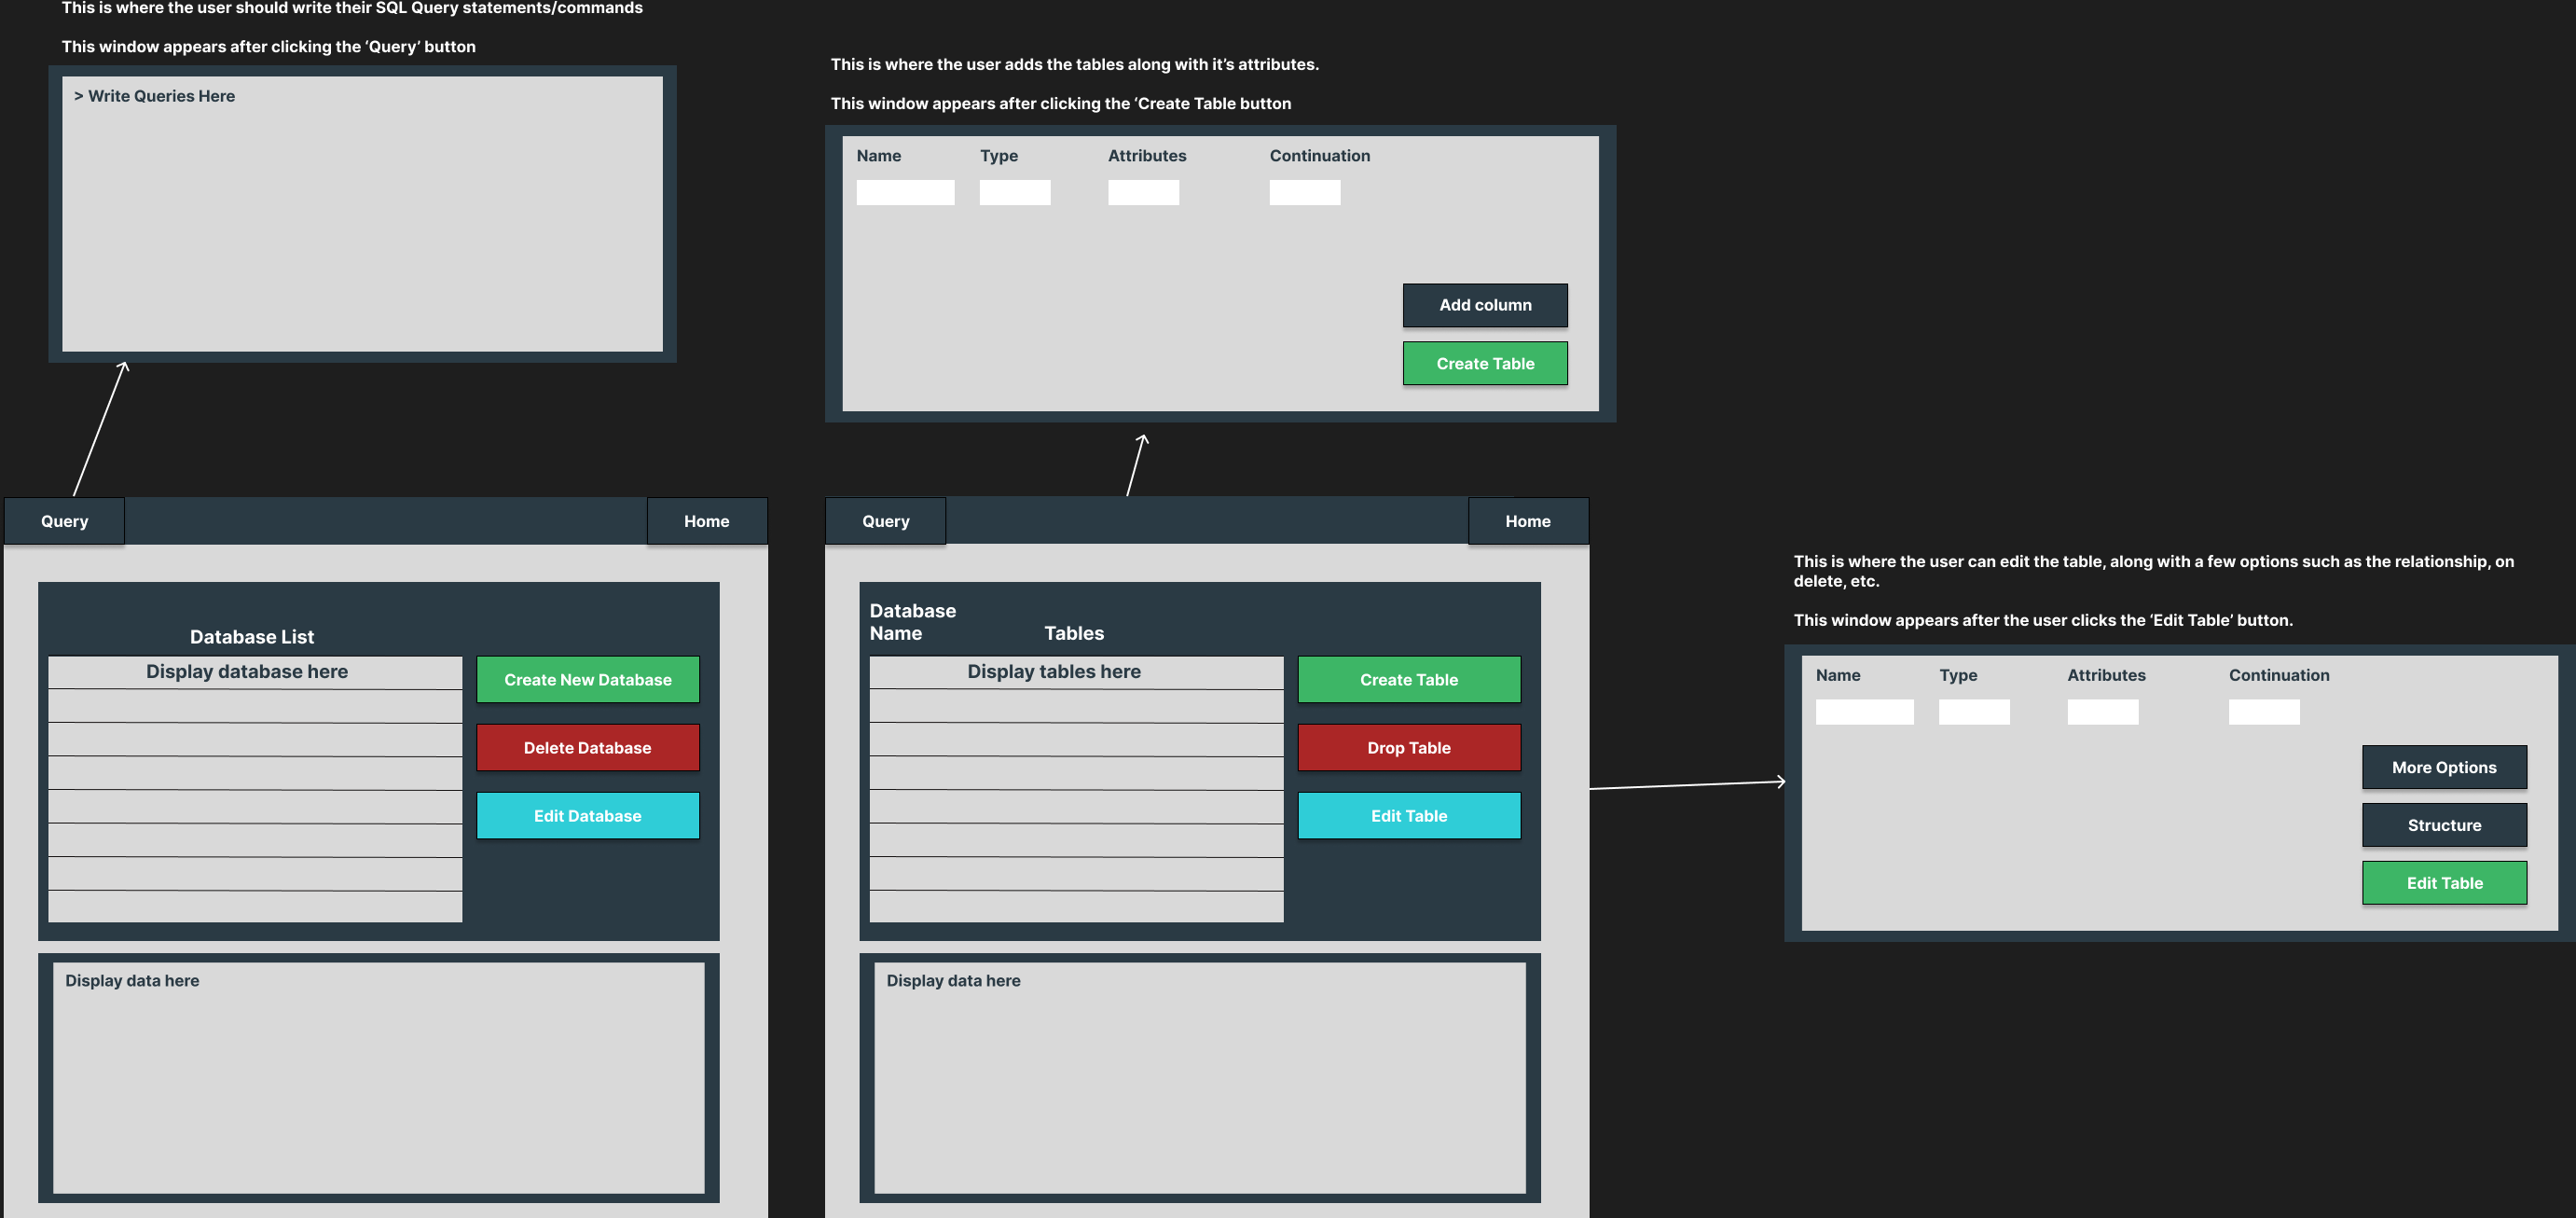 This is where the user should write their SQL Query statements/commands
This window appears after clicking the ‘Query’ button
> Write Queries Here
This is where the user adds the tables along with it’s attributes.
This window appears after clicking the ‘Create Table button
Name Type Attributes Continuation
Add column
Create Table
Query Home
Database List
Display database here
Create New Database
Delete Database
Edit Database
Display data here
Query Home
Database
Name Tables
Display tables here
Create Table
Drop Table
Edit Table
Display data here
This is where the user can edit the table, along with a few options such as the relationship, on
delete, etc.
This window appears after the user clicks the ‘Edit Table’ button.
Name Type Attributes Continuation
More Options
Structure
Edit Table